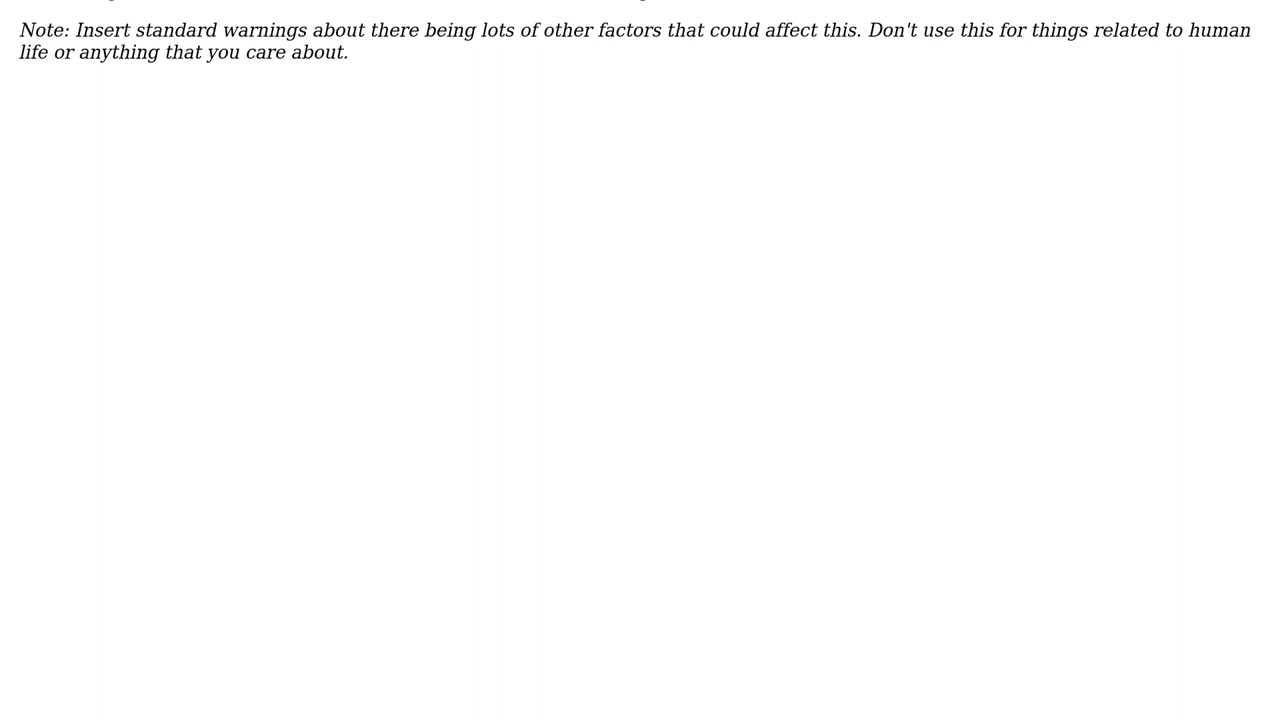 Note: Insert standard warnings about there being lots of other factors that could affect this. Don't use this for things related to human
life or anything that you care about.